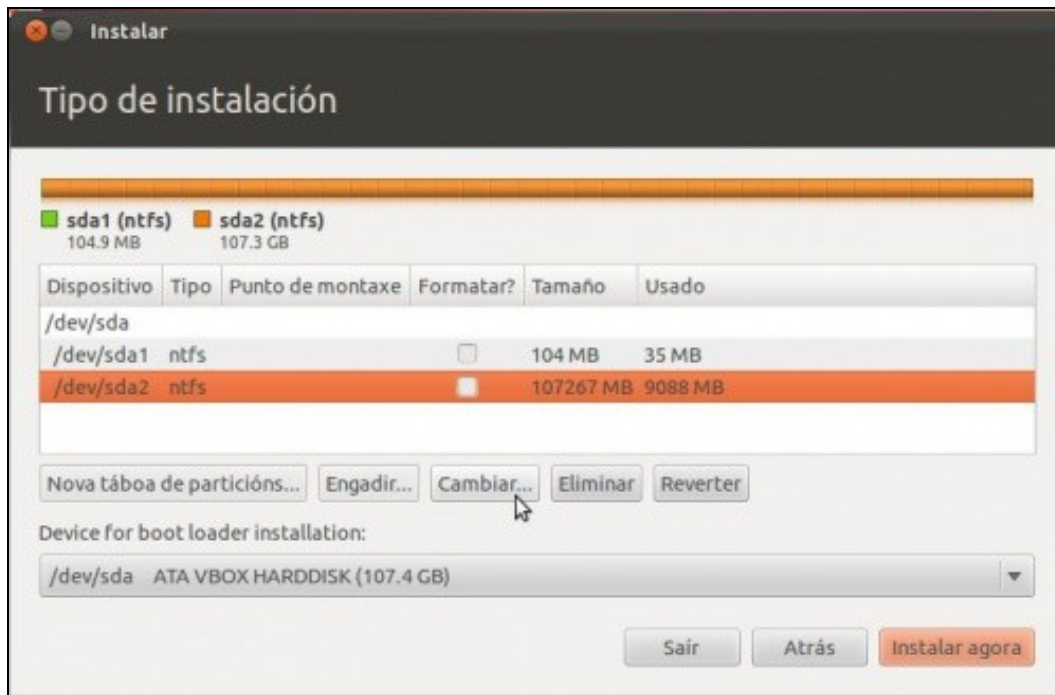 Instalar
Tipo de instalación
sda1 (ntfs) sda2 (ntfs)
104.9 MB 107.3 GB
Dispositivo Tipo Punto de montaxe Formatar? Tamaño Usado
/dev/sda
/dev/sda1 ntfs 104 MB 35 MB
/dev/sda2 ntfs 107267 MB 9088 MB
Nova táboa de particións... Engadir... Cambiar... Eliminar Reverter
Device for boot loader installation:
/dev/sda ATA VBOX HARDDISK (107.4 GB)
Saír Atrás Instalar agora